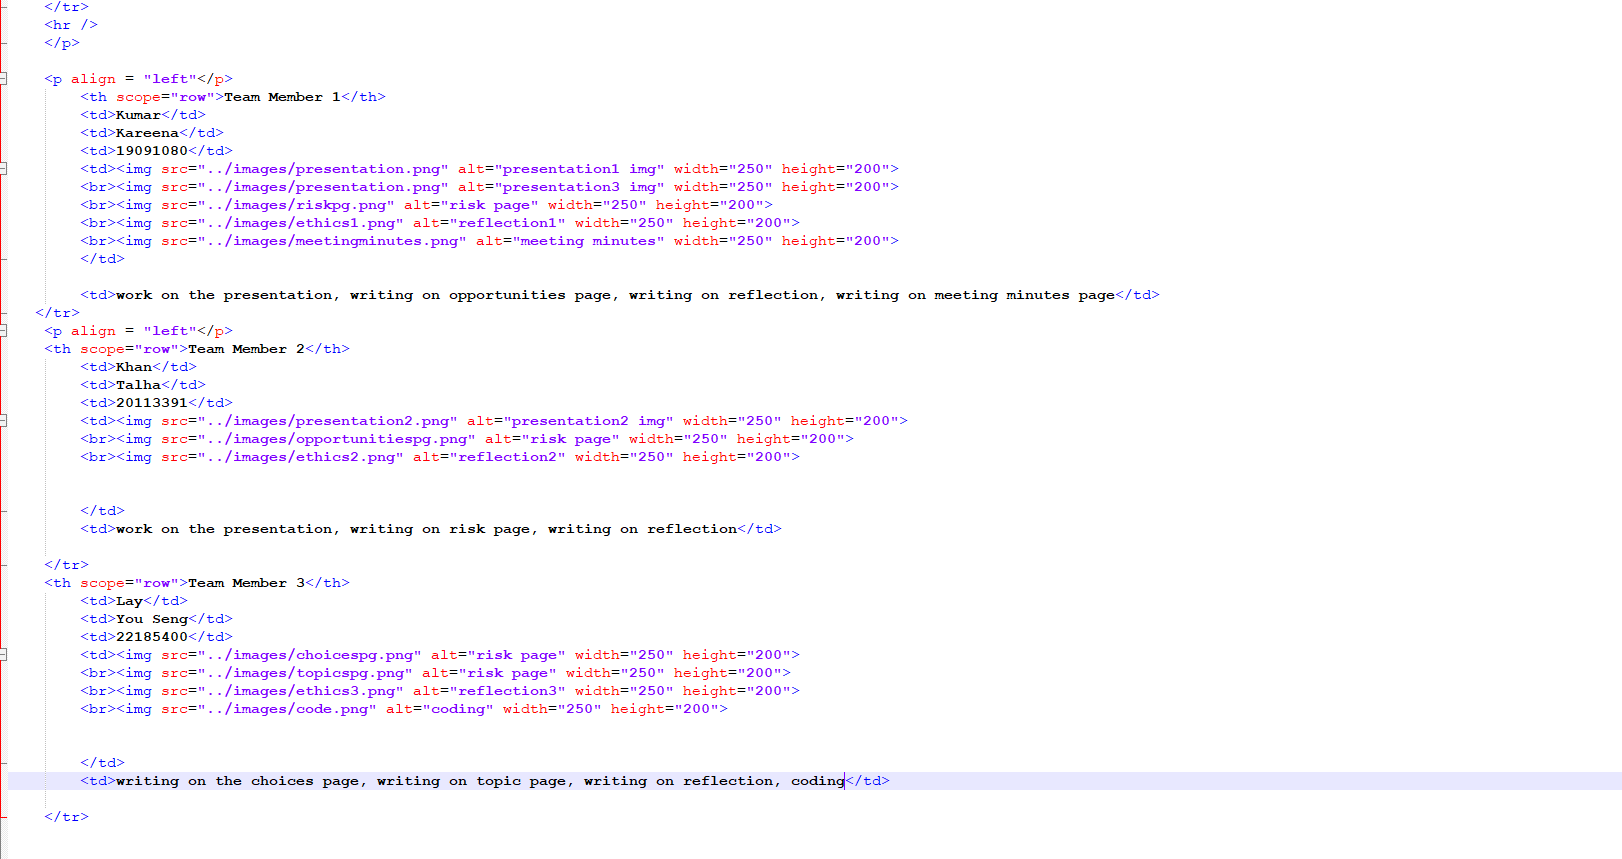 </tr>
<hr />
</p>
<p align = "left"</p>
<th scope="row">Team Member 1</th>
<td>Kumar</td>
<td>Kareena</td>
<td>19091080</td>
<td><img src="../images/presentation.png" alt="presentation1 img" width="250" height="200">
<br><img src="../images/presentation.png" alt="presentation3 img" width="250" height="200">
<br><img src="../images/riskpg.png" alt="risk page" width="250" height="200">
<br><img src="../images/ethics1.png" alt="reflection1" width="250" height="200">
<br><img src="../images/meetingminutes.png" alt="meeting minutes" width="250" height="200">
</td>
<td>work on the presentation, writing on opportunities page, writing on reflection, writing on meeting minutes page</td>
</tr>
<p align = "left"</p>
<th scope="row">Team Member 2</th>
<td>Khan</td>
<td>Talha</td>
<td>20113391</td>
<td><img src="../images/presentation2.png" alt="presentation2 img" width="250" height="200">
<br><img src="../images/opportunitiespg.png" alt="risk page" width="250" height="200">
<br><img src="../images/ethics2.png" alt="reflection2" width="250" height="200">
</td>
<td>work on the presentation, writing on risk page, writing on reflection</td>
</tr>
<th scope="row">Team Member 3</th>
<td>Lay</td>
<td>You Seng</td>
<td>22185400</td>
<td><img src="../images/choicespg.png" alt="risk page" width="250" height="200">
<br><img src="../images/topicspg.png" alt="risk page" width="250" height="200">
<br><img src="../images/ethics3.png" alt="reflection3" width="250" height="200">
<br><img src="../images/code.png" alt="coding" width="250" height="200">
</td>
<td>writing on the choices page, writing on topic page, writing on reflection, coding</td>
</tr>